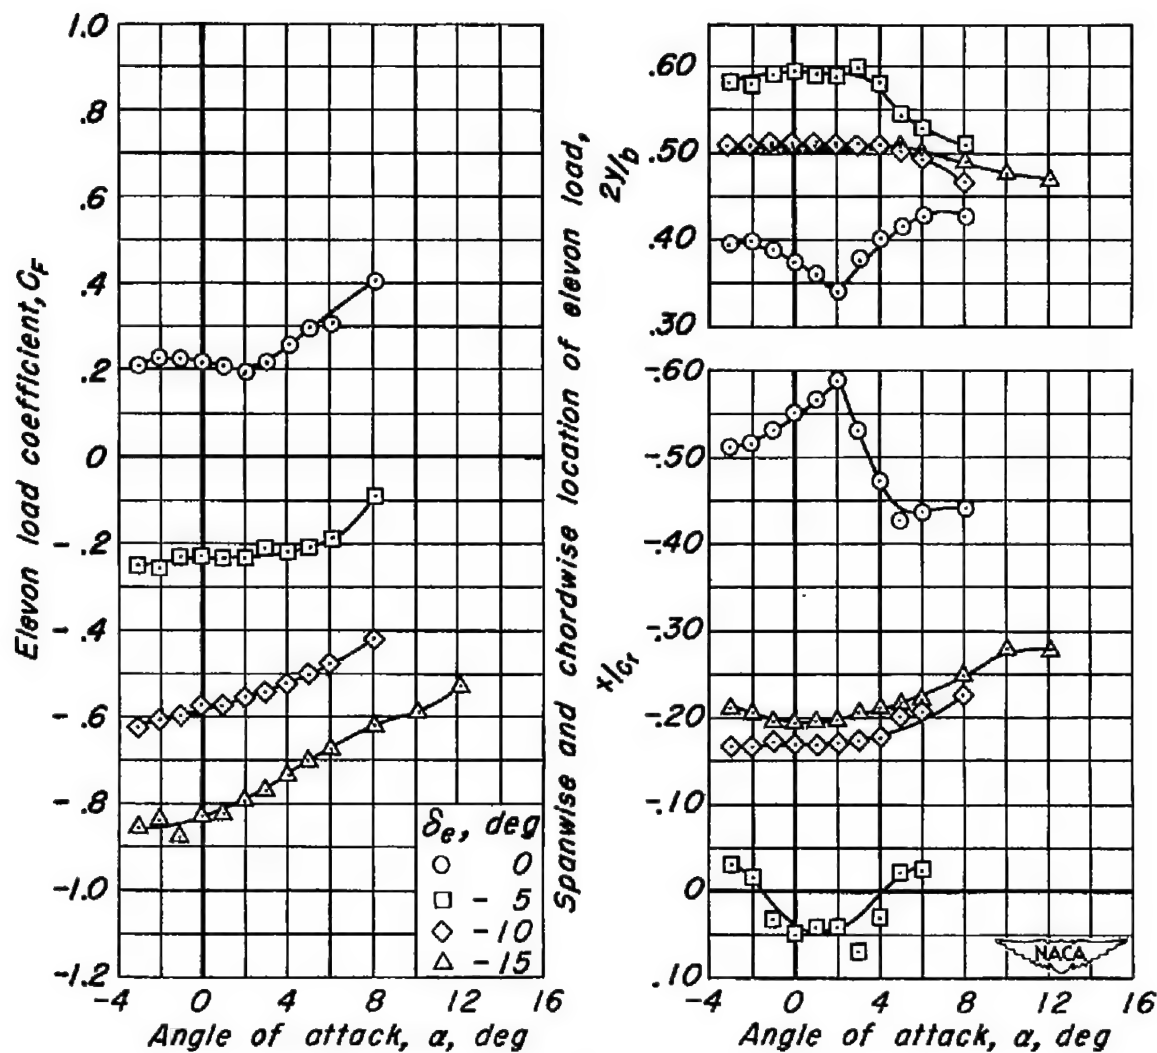 1.0
.8
.6
.4
.2
0
-.2
-.4
-.6
-.8
-1.0
-1.2
-4 0 4 8 12 16
Elevon load coefficient, C_F
Angle of attack, α, deg
δe, deg
0
-5
-10
-15
Spanwise and chordwise location of elevon load,
2y/b
.60
.50
.40
.30
x/cr
-.60
-.50
-.40
-.30
-.20
-.10
0
.10
-4 0 4 8 12 16
Angle of attack, α, deg
NACA